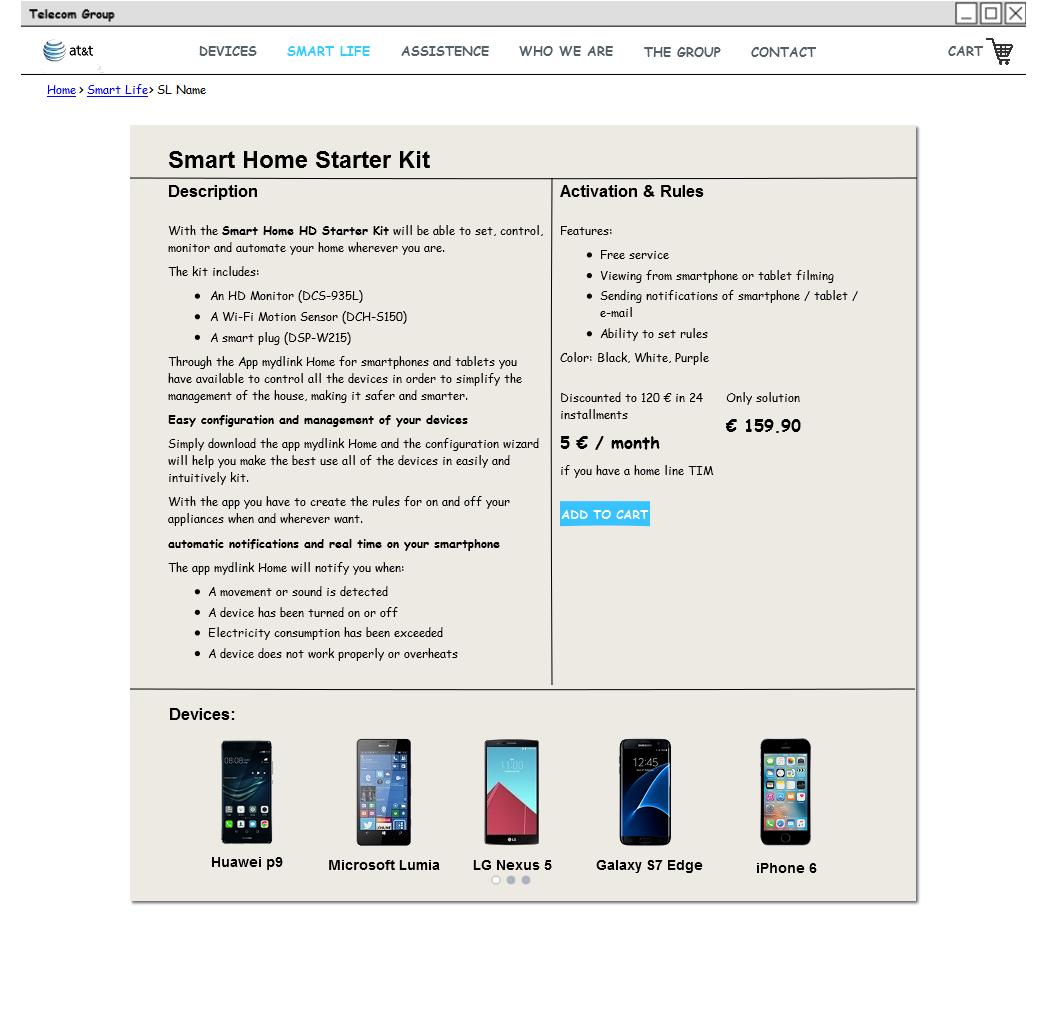 Telecom Group
at&t
DEVICES SMART LIFE ASSISTENCE WHO WE ARE THE GROUP CONTACT CART
Home > Smart Life> SL Name
Smart Home Starter Kit
Description
With the Smart Home HD Starter Kit will be able to set, control,
monitor and automate your home wherever you are.
The kit includes:
• An HD Monitor (DCS-935L)
• A Wi-Fi Motion Sensor (DCH-S150)
• A smart plug (DSP-W215)
Through the App mydlink Home for smartphones and tablets you
have available to control all the devices in order to simplify the
management of the house, making it safer and smarter.
Easy configuration and management of your devices
Simply download the app mydlink Home and the configuration wizard
will help you make the best use all of the devices in easily and
intuitively kit.
With the app you have to create the rules for on and off your
appliances when and wherever want.
automatic notifications and real time on your smartphone
The app mydlink Home will notify you when:
• A movement or sound is detected
• A device has been turned on or off
• Electricity consumption has been exceeded
• A device does not work properly or overheats
Activation & Rules
Features:
• Free service
• Viewing from smartphone or tablet filming
• Sending notifications of smartphone / tablet /
e-mail
• Ability to set rules
Color: Black, White, Purple
Discounted to 120 € in 24
installments
5 € / month
if you have a home line TIM
Only solution
€ 159.90
ADD TO CART
Devices:
08:08
12:00
12:45
LG
Huawei p9
Microsoft Lumia
LG Nexus 5
Galaxy S7 Edge
iPhone 6